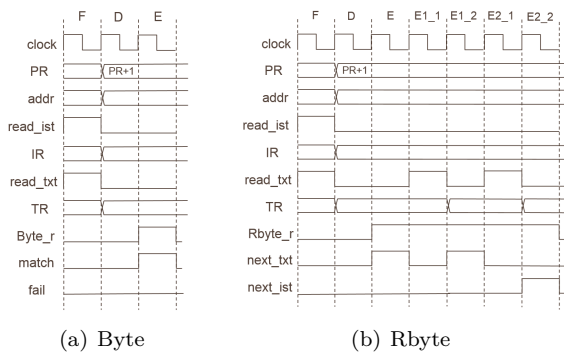 F D E
clock
PR PR+1
addr
read_ist
IR
read_txt
TR
Byte_r
match
fail
(a) Byte
F D E E1_1 E1_2 E2_1 E2_2
clock
PR PR+1
addr
read_ist
IR
read_txt
TR
Rbyte_r
next_txt
next_ist
(b) Rbyte